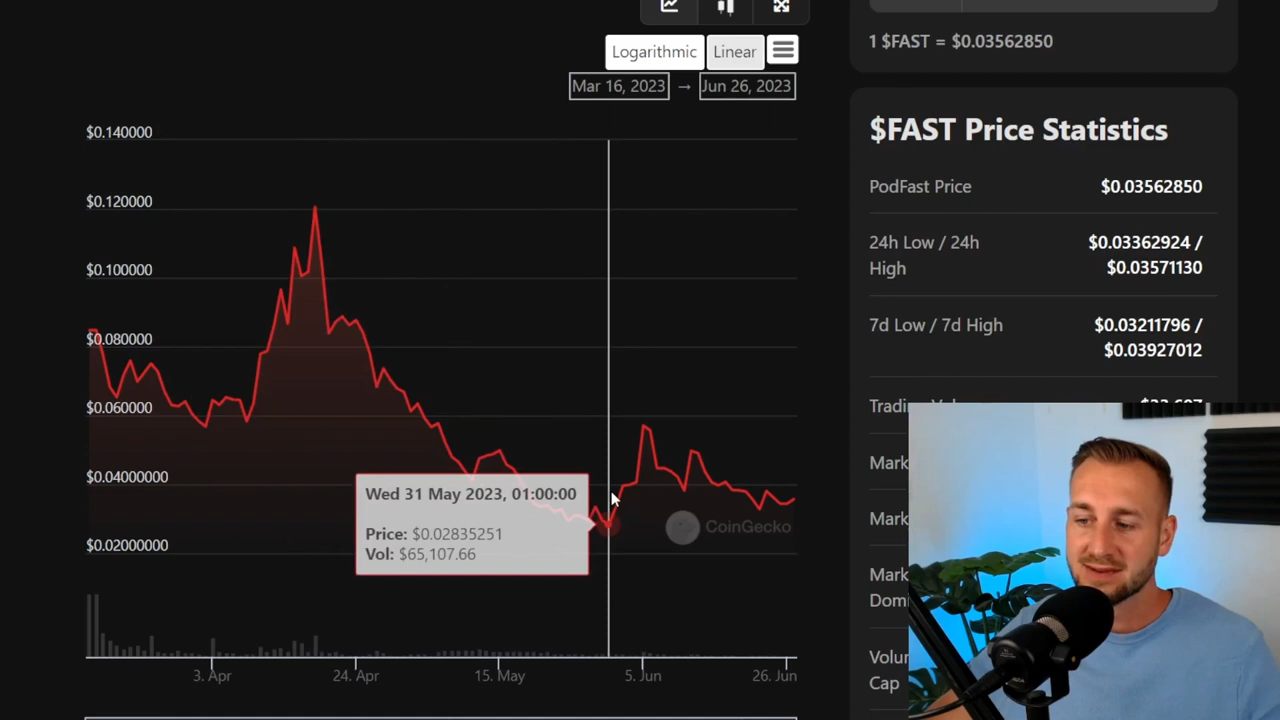 Logarithmic
Linear
Mar 16, 2023 → Jun 26, 2023
$0.140000
$0.120000
$0.100000
$0.080000
$0.060000
$0.04000000
$0.02000000
Wed 31 May 2023, 01:00:00
Price: $0.02835251
Vol: $65,107.66
CoinGecko
3. Apr
24. Apr
15. May
5. Jun
26. Jun
1 $FAST = $0.03562850
$FAST Price Statistics
PodFast Price
$0.03562850
24h Low / 24h
High
$0.03362924 /
$0.03571130
7d Low / 7d High
$0.03211796 /
$0.03927012